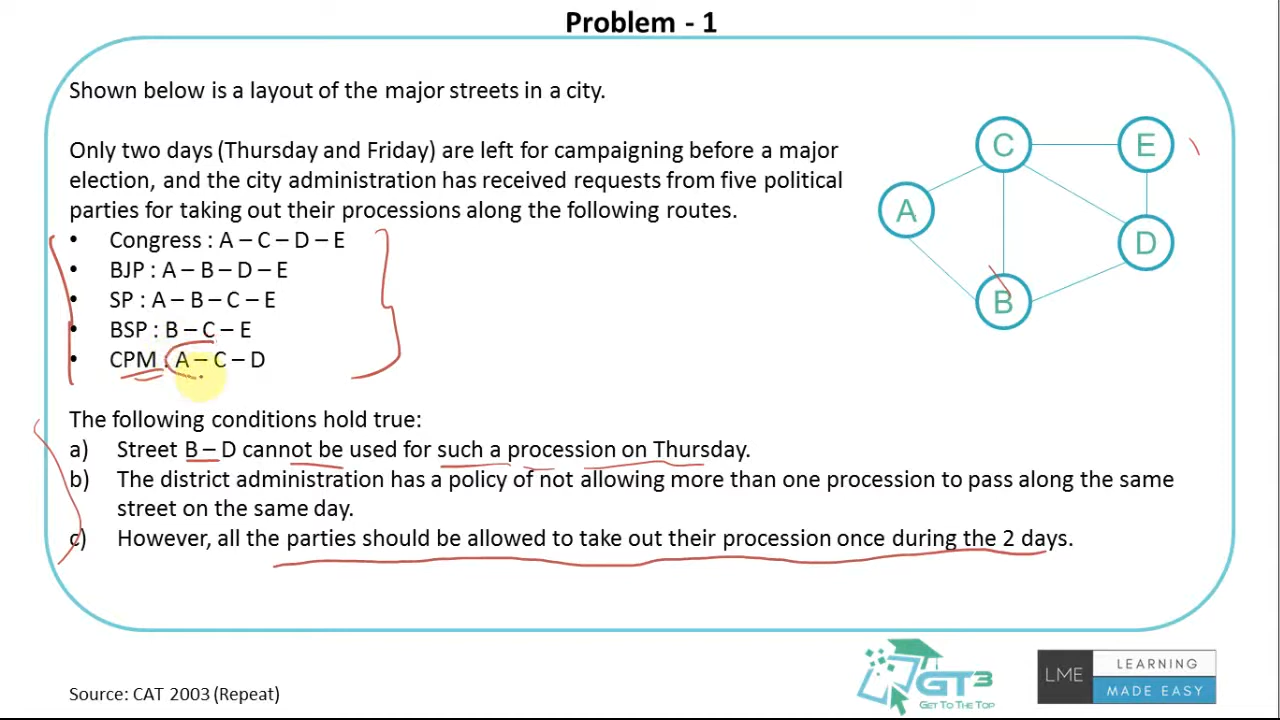 Problem - 1
Shown below is a layout of the major streets in a city.
Only two days (Thursday and Friday) are left for campaigning before a major
election, and the city administration has received requests from five political
parties for taking out their processions along the following routes.
• Congress : A – C – D – E
• BJP : A – B – D – E
• SP : A – B – C – E
• BSP : B – C – E
• CPM : A – C – D
C
E
A
D
B
The following conditions hold true:
a) Street B – D cannot be used for such a procession on Thursday.
b) The district administration has a policy of not allowing more than one procession to pass along the same
street on the same day.
c) However, all the parties should be allowed to take out their procession once during the 2 days.
Source: CAT 2003 (Repeat)
GT3
GET TO THE TOP
LME
LEARNING
MADE EASY